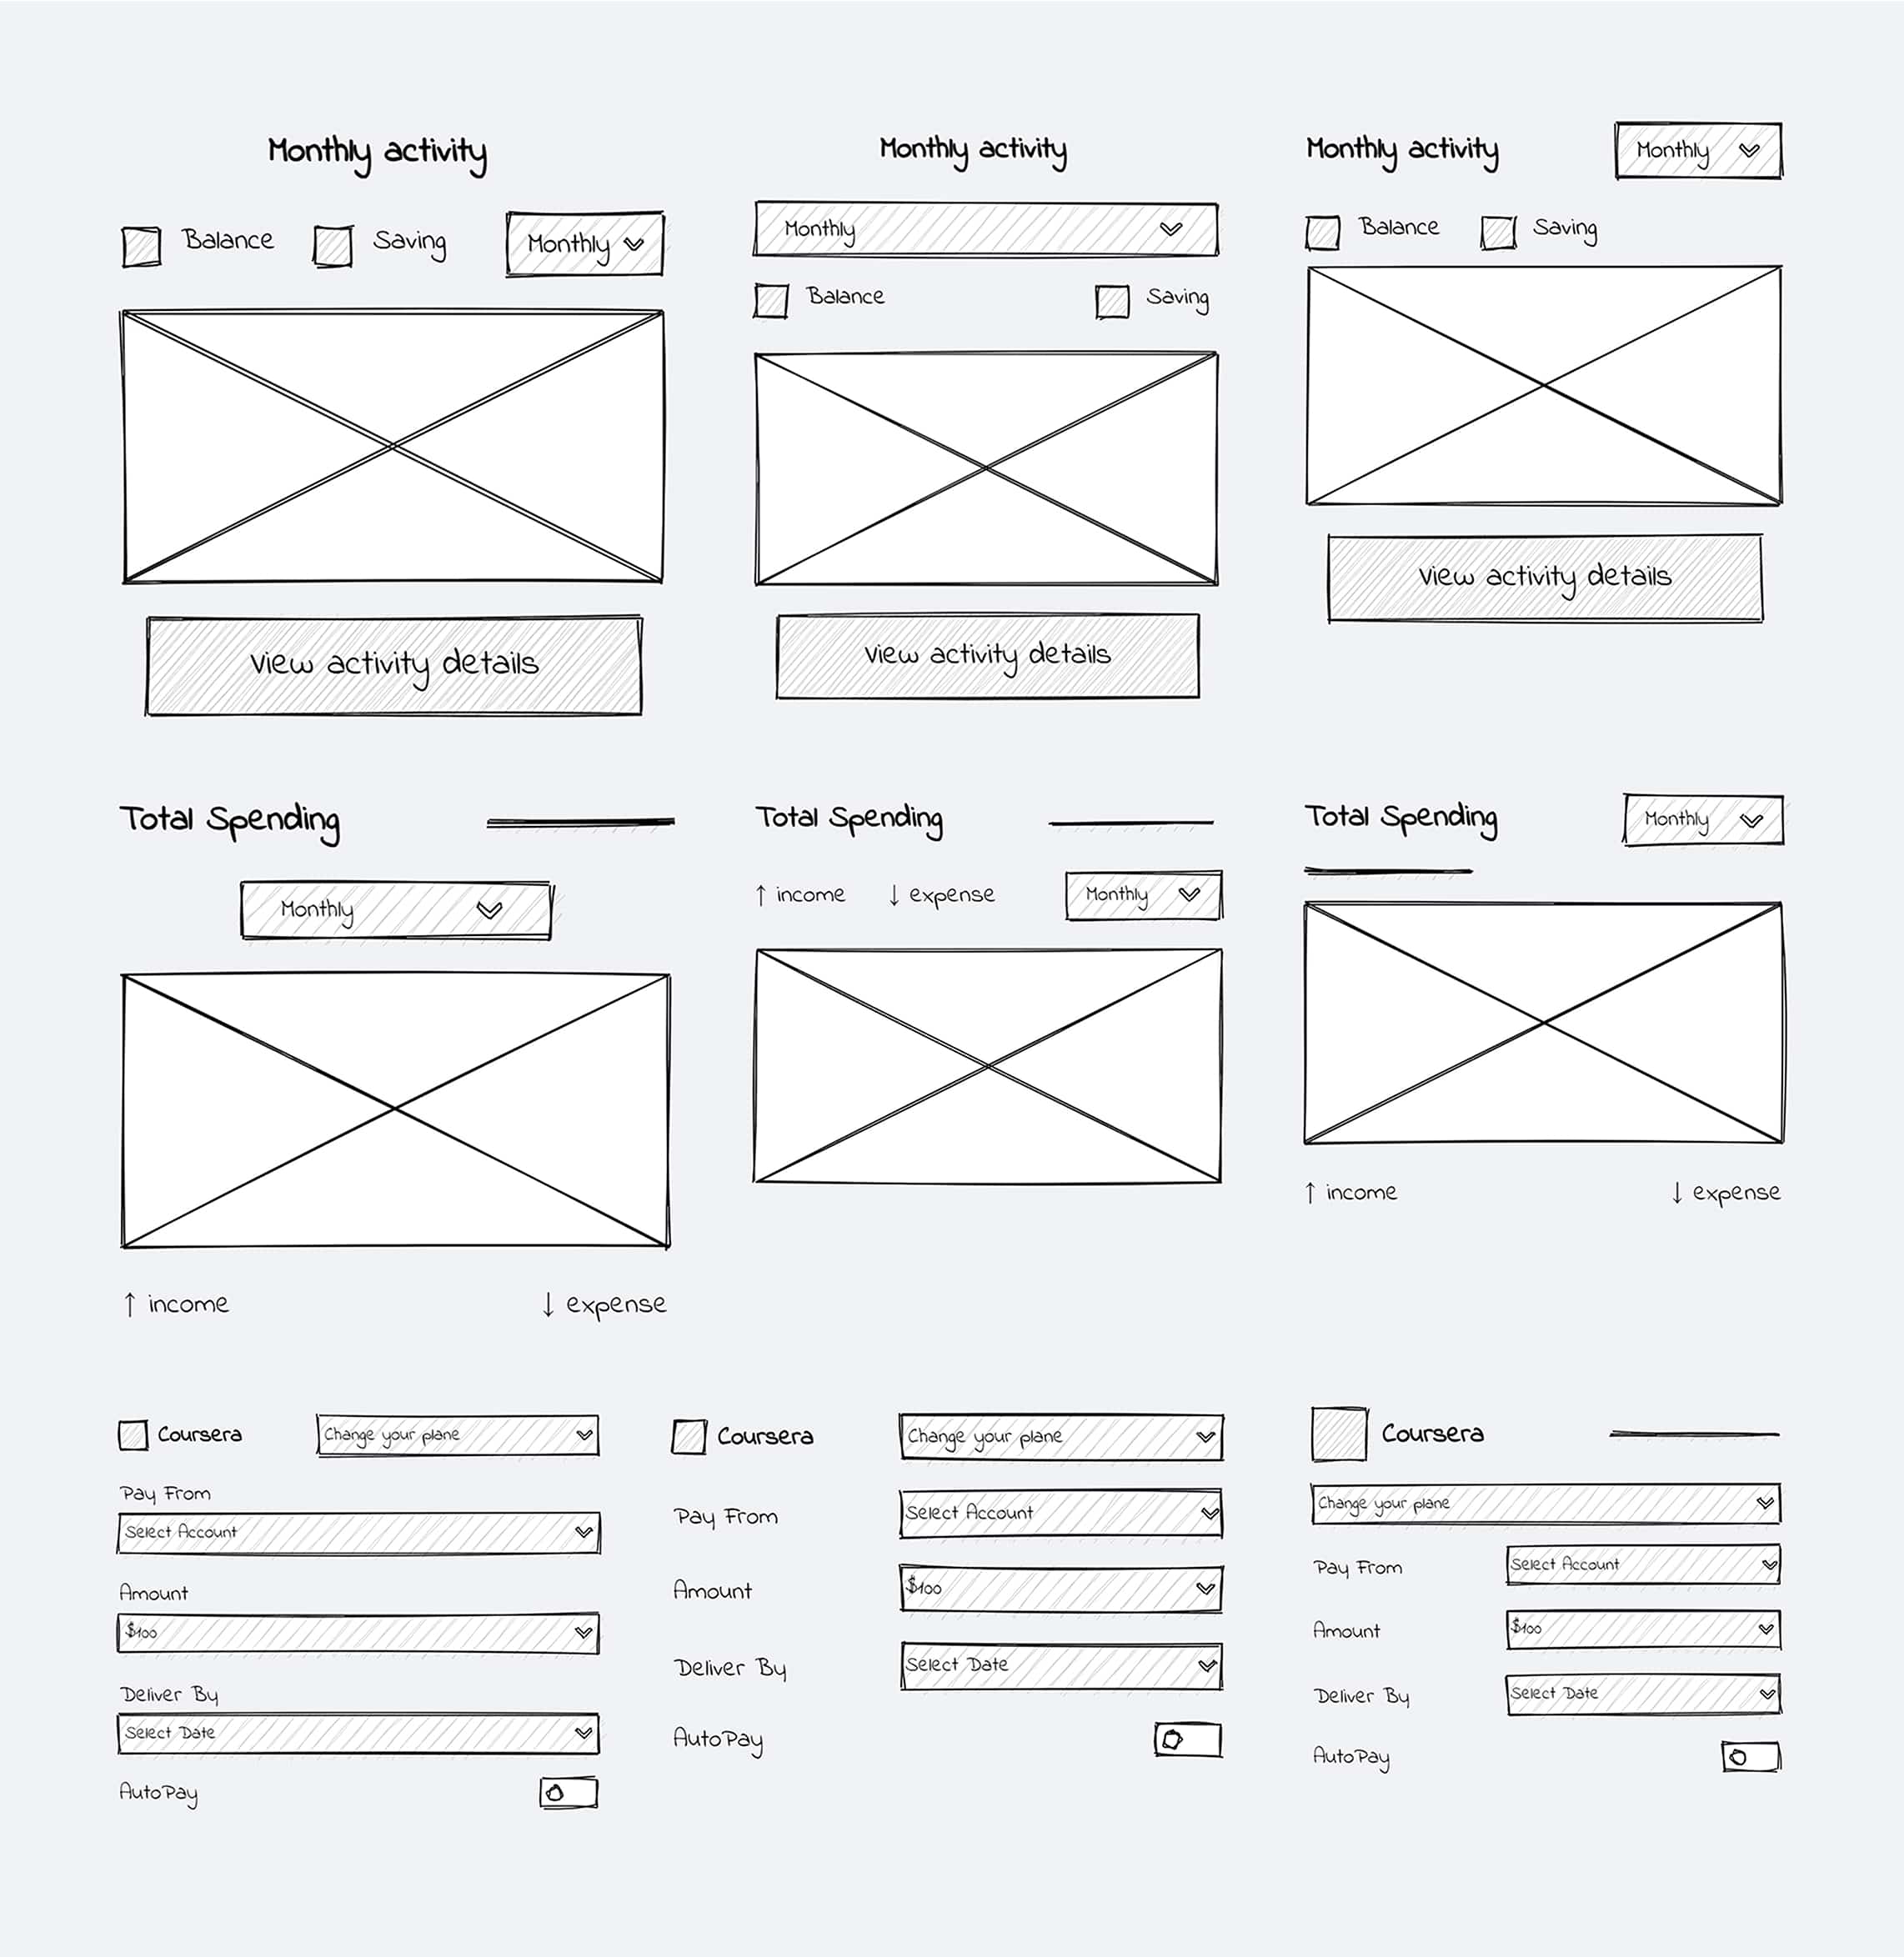 Monthly activity
Balance Saving Monthly
View activity details
Monthly activity
Monthly
Balance Saving
View activity details
Monthly activity Monthly
Balance Saving
View activity details
Total Spending
Monthly
↑ income ↓ expense
Total Spending
↑ income ↓ expense Monthly
Total Spending Monthly
↑ income ↓ expense
Coursera Change your plane
Pay From
Select Account
Amount
$100
Deliver By
Select Date
AutoPay
Coursera Change your plane
Pay From Select Account
Amount $100
Deliver By Select Date
AutoPay
Coursera
Change your plane
Pay From Select Account
Amount $100
Deliver By Select Date
AutoPay